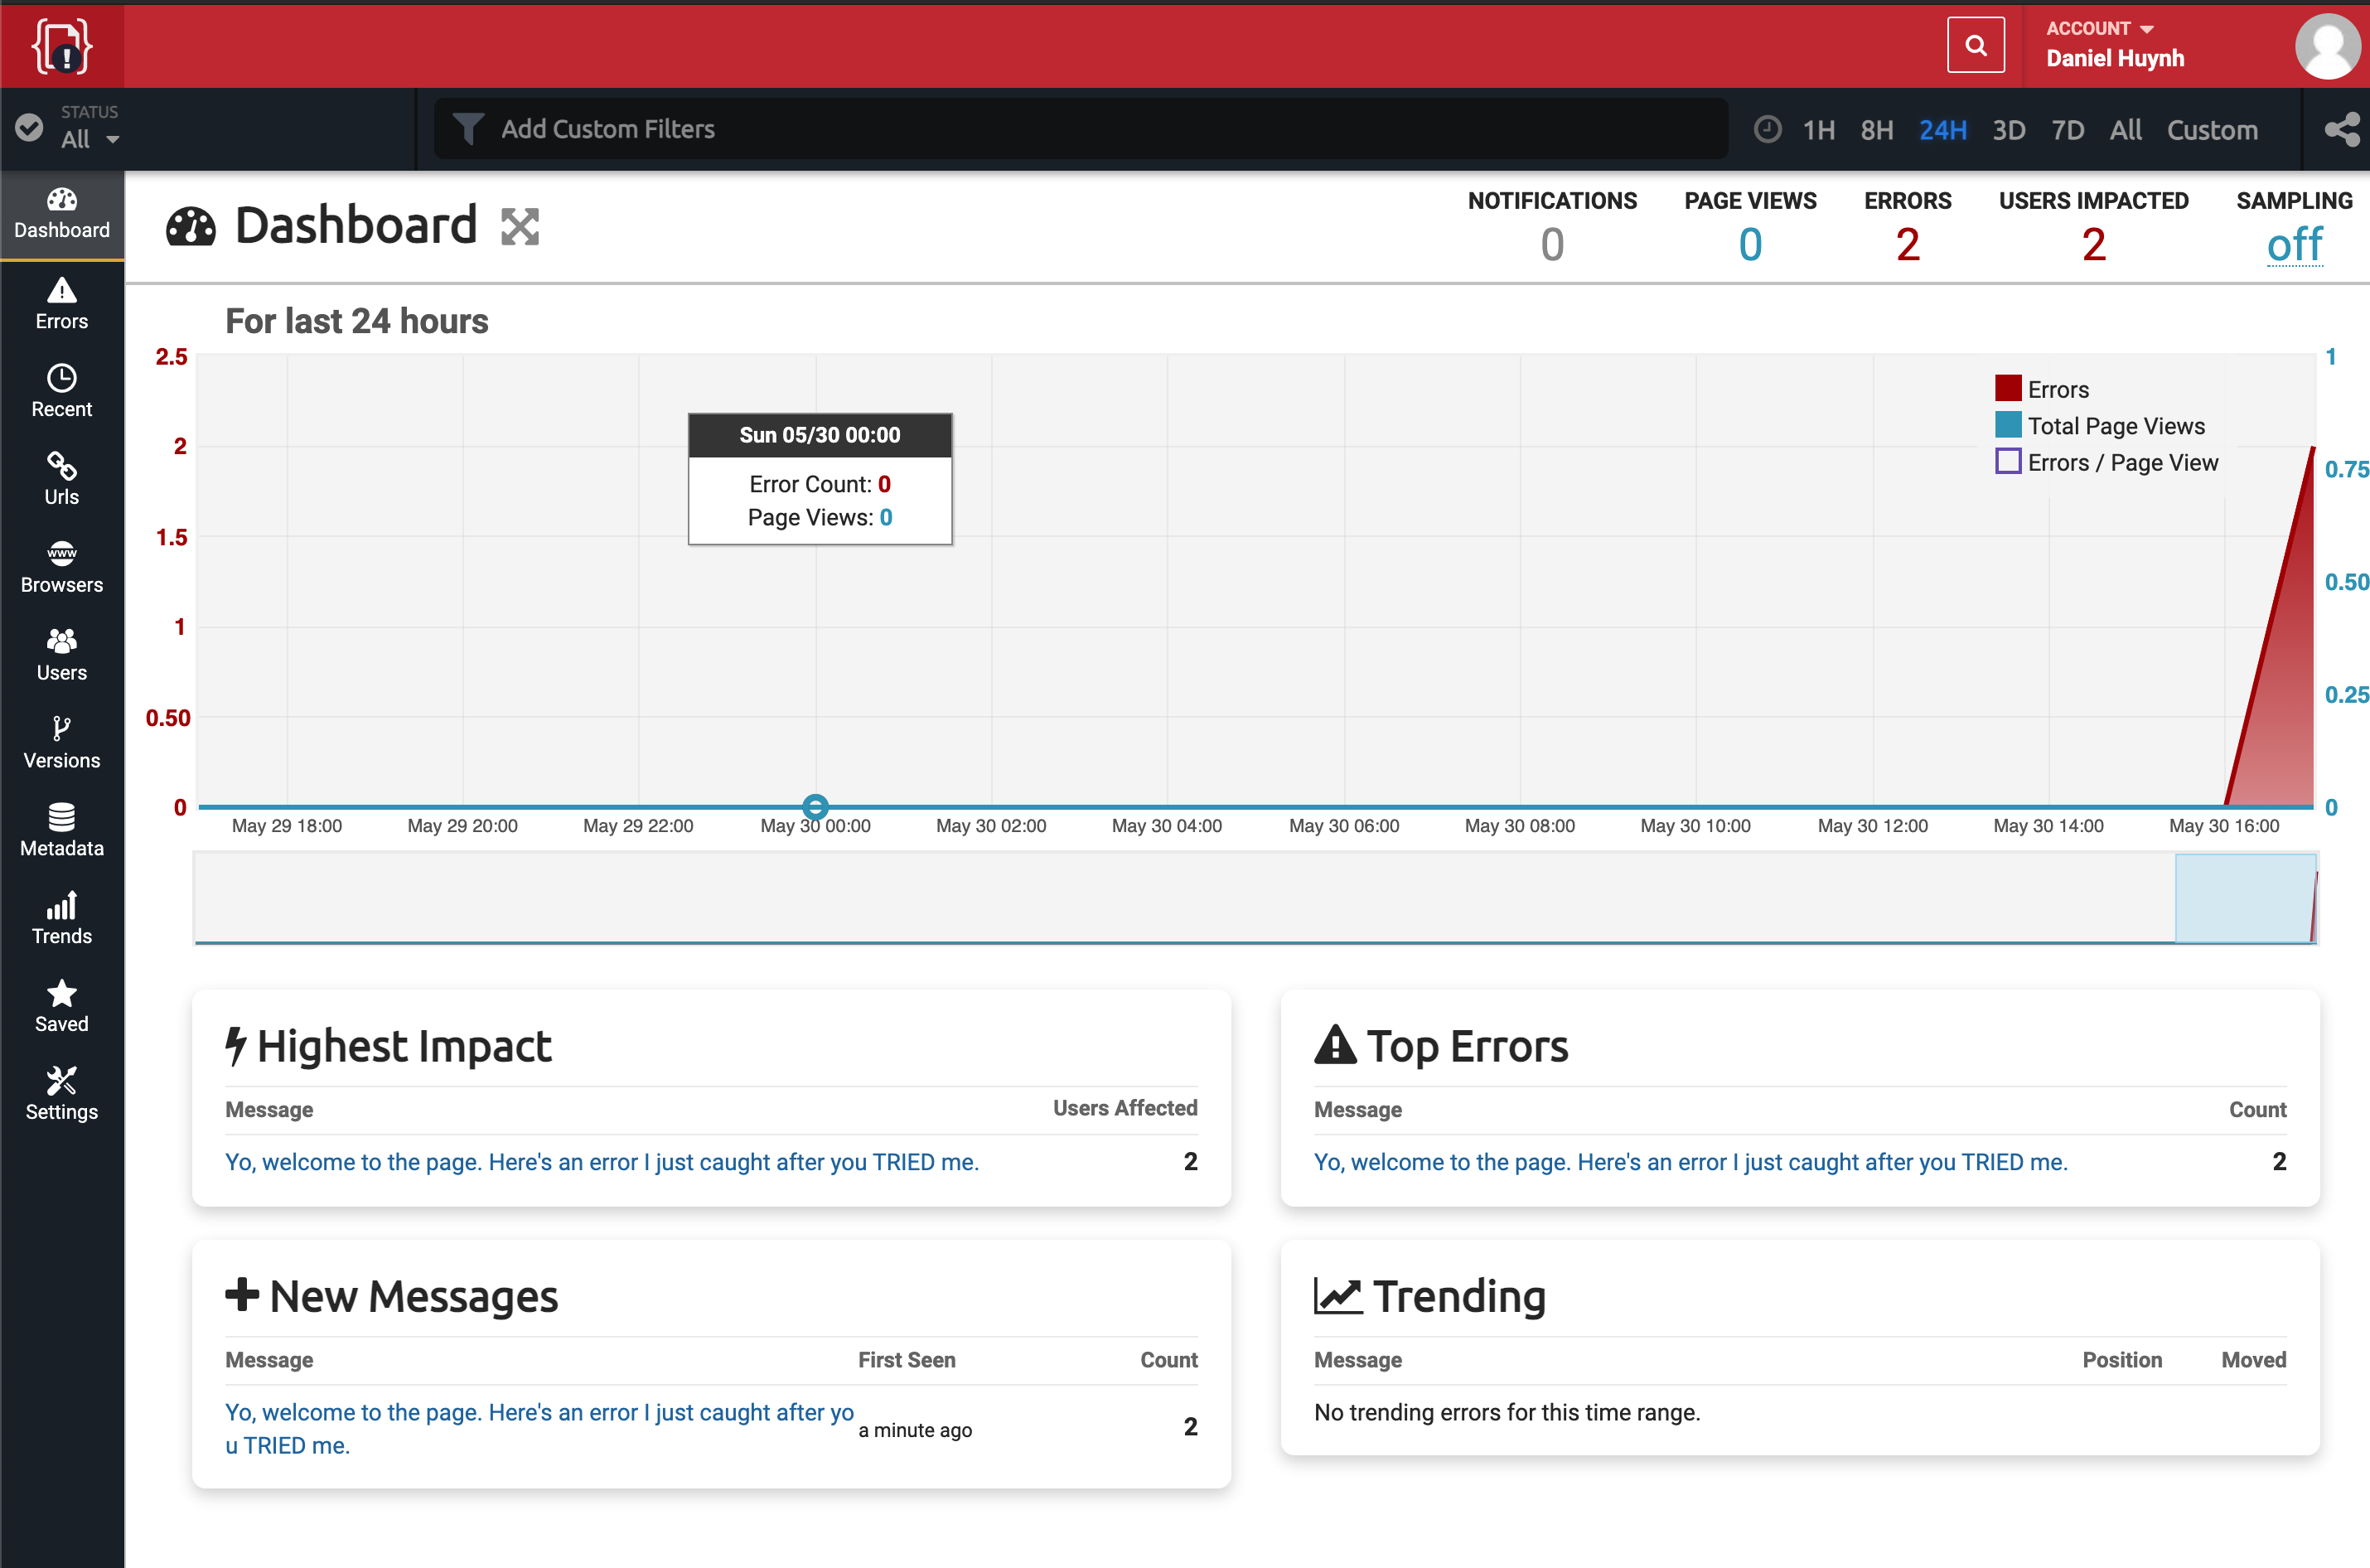 ACCOUNT
Daniel Huynh
STATUS
All
Add Custom Filters
1H 8H 24H 3D 7D All Custom
Dashboard
Errors
Recent
Urls
www
Browsers
Users
Versions
Metadata
Trends
Saved
Settings
Dashboard
NOTIFICATIONS
0
PAGE VIEWS
0
ERRORS
2
USERS IMPACTED
2
SAMPLING
off
For last 24 hours
2.5
2
1.5
1
0.50
0
1
0.75
0.50
0.25
0
Errors
Total Page Views
Errors / Page View
Sun 05/30 00:00
Error Count: 0
Page Views: 0
May 29 18:00 May 29 20:00 May 29 22:00 May 30 00:00 May 30 02:00 May 30 04:00 May 30 06:00 May 30 08:00 May 30 10:00 May 30 12:00 May 30 14:00 May 30 16:00
Highest Impact
Message Users Affected
Yo, welcome to the page. Here's an error I just caught after you TRIED me. 2
Top Errors
Message Count
Yo, welcome to the page. Here's an error I just caught after you TRIED me. 2
New Messages
Message First Seen Count
Yo, welcome to the page. Here's an error I just caught after yo
u TRIED me.
a minute ago 2
Trending
Message Position Moved
No trending errors for this time range.